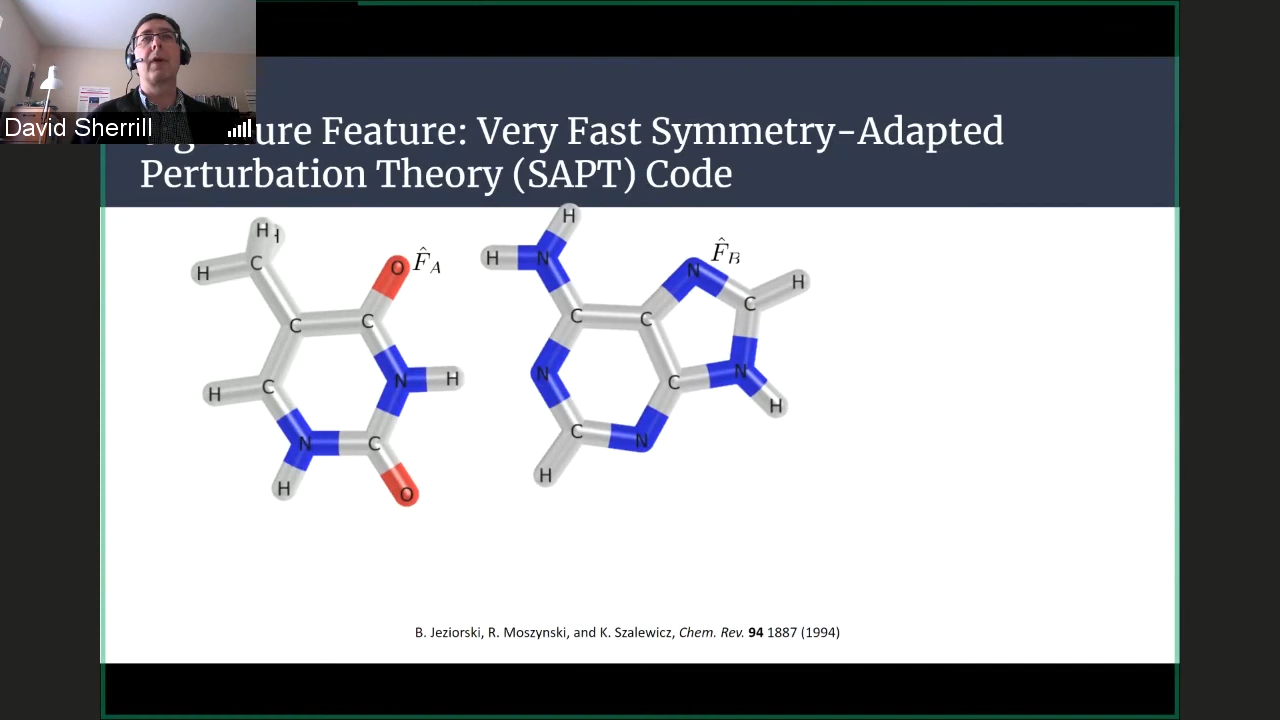 David Sherrill
ure Feature: Very Fast Symmetry-Adapted
Perturbation Theory (SAPT) Code
H
H
H
C
O
F̂A
C
C
H
C
N
H
N
C
H
O
H
H
N
N
F̂B
H
C
C
C
N
C
N
H
C
N
H
B. Jeziorski, R. Moszynski, and K. Szalewicz, Chem. Rev. 94 1887 (1994)